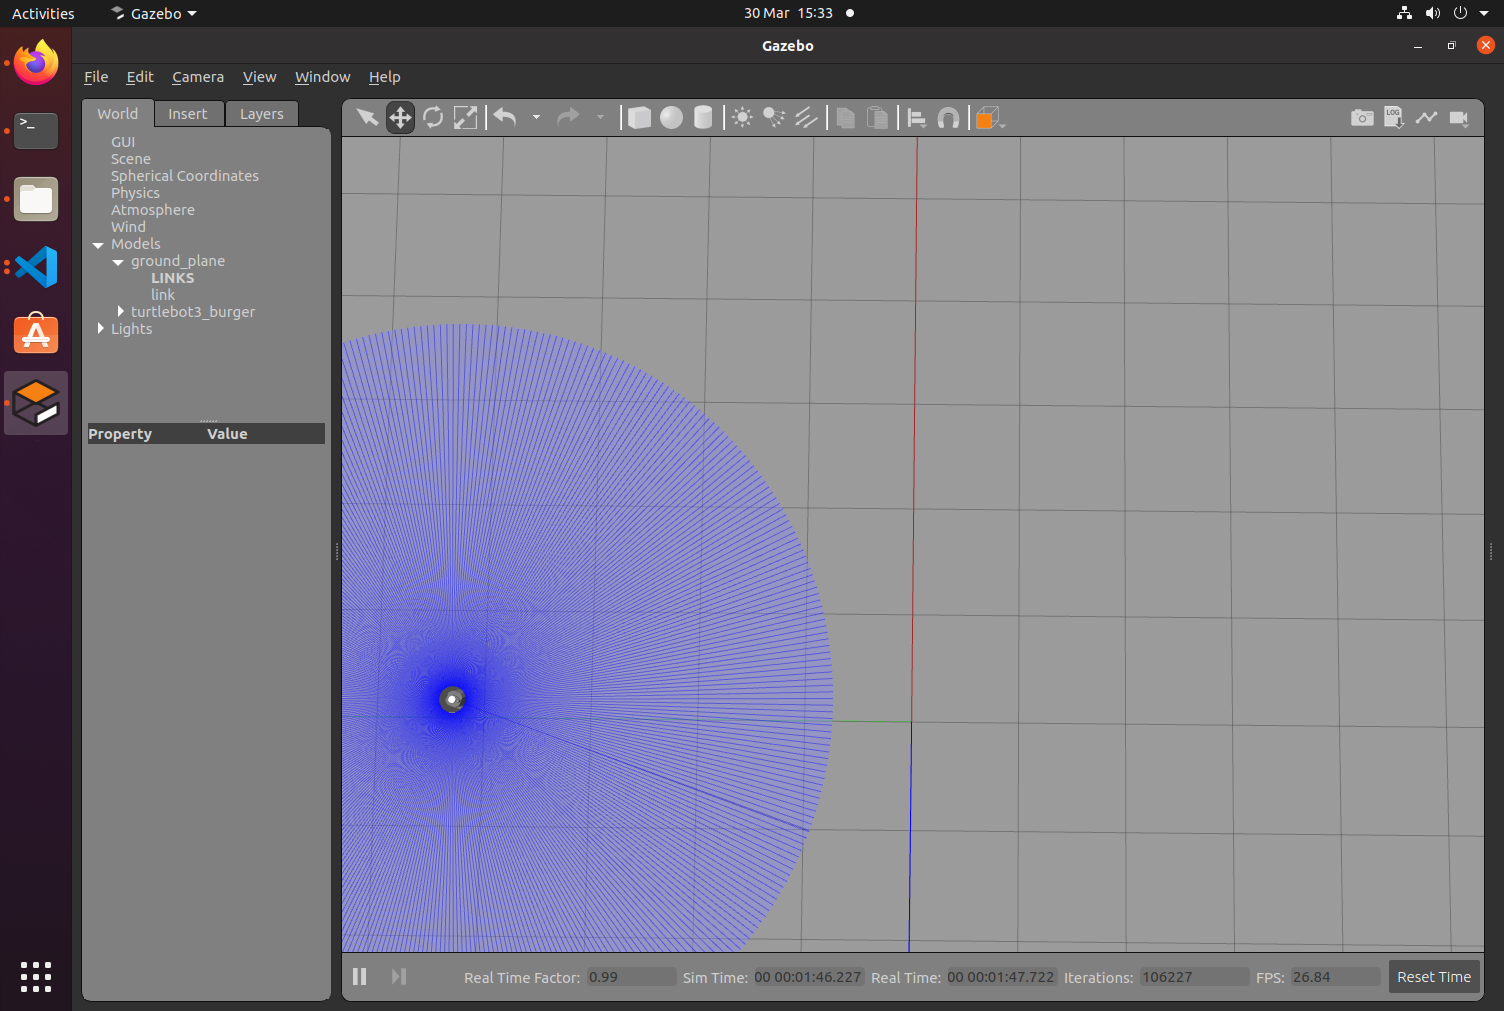 Activities Gazebo 30 Mar 15:33
Gazebo
File Edit Camera View Window Help
World Insert Layers
GUI
Scene
Spherical Coordinates
Physics
Atmosphere
Wind
Models
ground_plane
LINKS
link
turtlebot3_burger
Lights
Property Value
>_
LOG
Real Time Factor: 0.99 Sim Time: 00 00:01:46.227 Real Time: 00 00:01:47.722 Iterations: 106227 FPS: 26.84 Reset Time